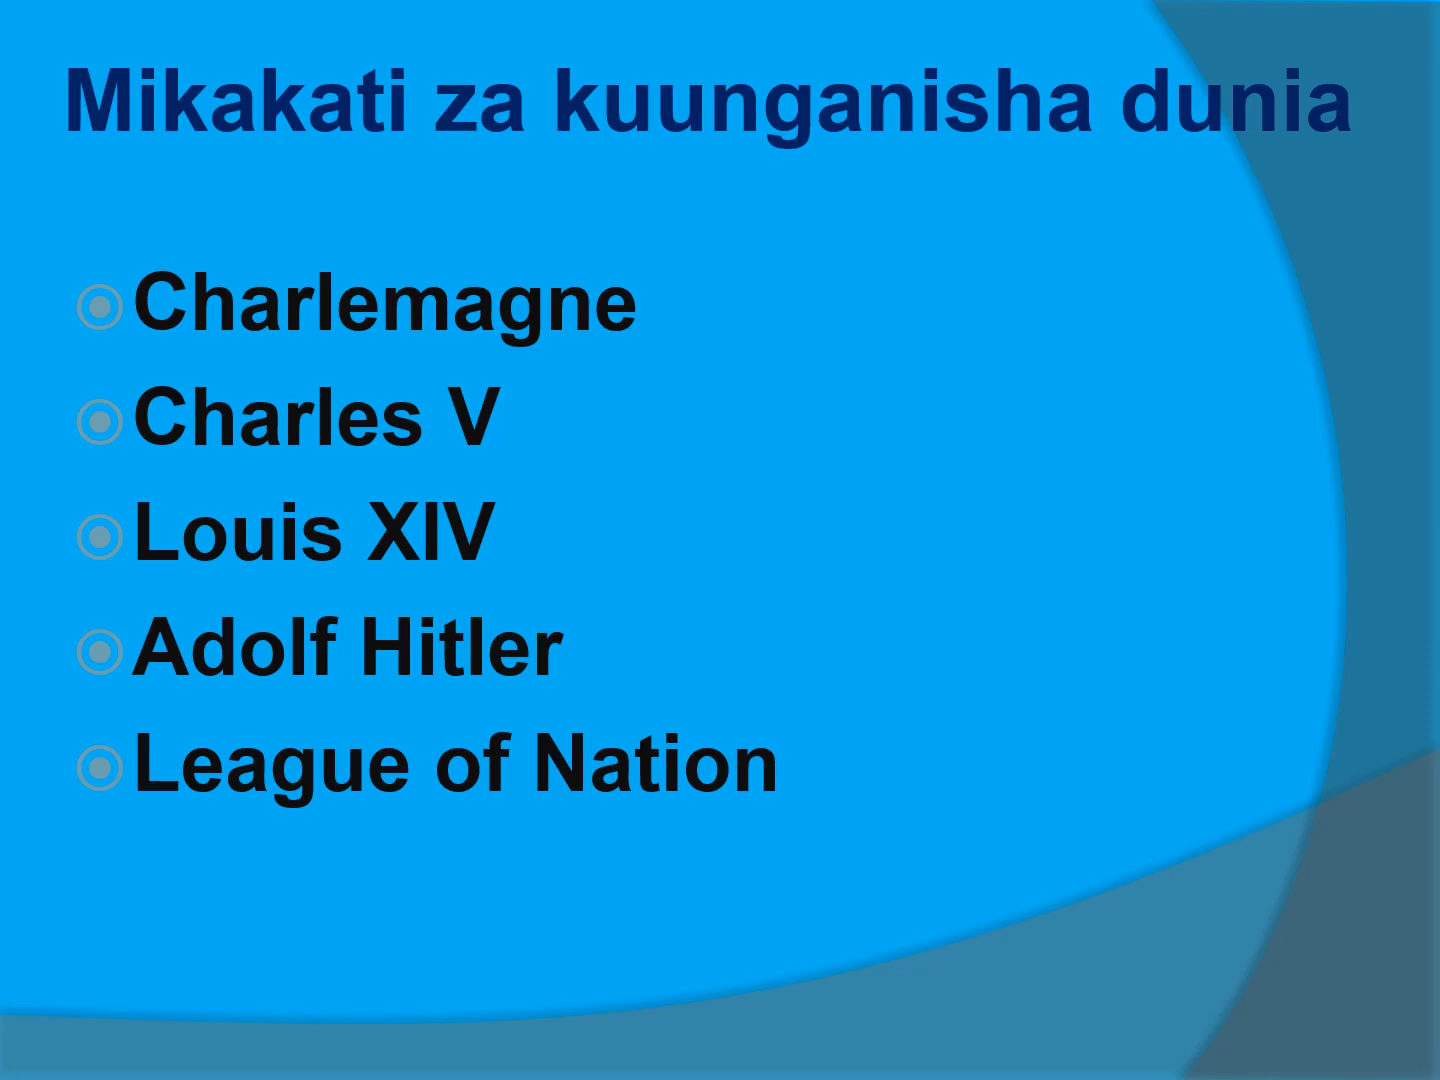 Mikakati za kuunganisha dunia
Charlemagne
Charles V
Louis XIV
Adolf Hitler
League of Nation